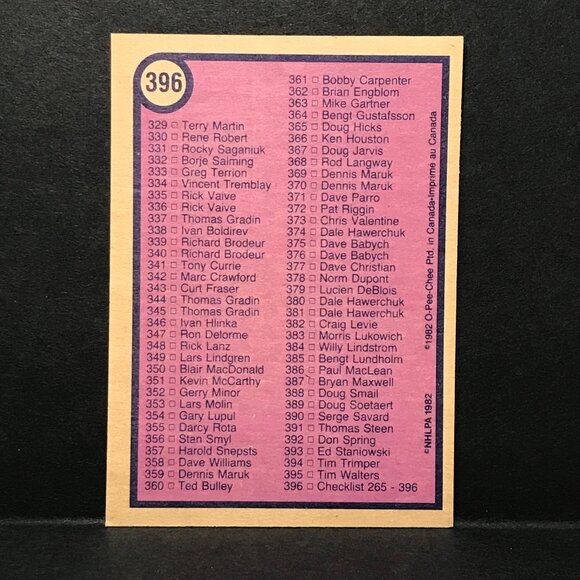 396
329 □ Terry Martin
330 □ Rene Robert
331 □ Rocky Saganiuk
332 □ Borje Salming
333 □ Greg Terrion
334 □ Vincent Tremblay
335 □ Rick Vaive
336 □ Rick Vaive
337 □ Thomas Gradin
338 □ Ivan Boldirev
339 □ Richard Brodeur
340 □ Richard Brodeur
341 □ Tony Currie
342 □ Marc Crawford
343 □ Curt Fraser
344 □ Thomas Gradin
345 □ Thomas Gradin
346 □ Ivan Hlinka
347 □ Ron Delorme
348 □ Rick Lanz
349 □ Lars Lindgren
350 □ Blair MacDonald
351 □ Kevin McCarthy
352 □ Gerry Minor
353 □ Lars Molin
354 □ Gary Lupul
355 □ Darcy Rota
356 □ Stan Smyl
357 □ Harold Snepsts
358 □ Dave Williams
359 □ Dennis Maruk
360 □ Ted Bulley
361 □ Bobby Carpenter
362 □ Brian Engblom
363 □ Mike Gartner
364 □ Bengt Gustafsson
365 □ Doug Hicks
366 □ Ken Houston
367 □ Doug Jarvis
368 □ Rod Langway
369 □ Dennis Maruk
370 □ Dennis Maruk
371 □ Dave Parro
372 □ Pat Riggin
373 □ Chris Valentine
374 □ Dale Hawerchuk
375 □ Dave Babych
376 □ Dave Babych
377 □ Dave Christian
378 □ Norm Dupont
379 □ Lucien DeBlois
380 □ Dale Hawerchuk
381 □ Dale Hawerchuk
382 □ Craig Levie
383 □ Morris Lukowich
384 □ Willy Lindstrom
385 □ Bengt Lundholm
386 □ Paul MacLean
387 □ Bryan Maxwell
388 □ Doug Smail
389 □ Doug Soetaert
390 □ Serge Savard
391 □ Thomas Steen
392 □ Don Spring
393 □ Ed Staniowski
394 □ Tim Trimper
395 □ Tim Walters
396 □ Checklist 265 - 396
©NHLPA 1982
©1982 O-Pee-Chee Ptd. in Canada-Imprimé au Canada